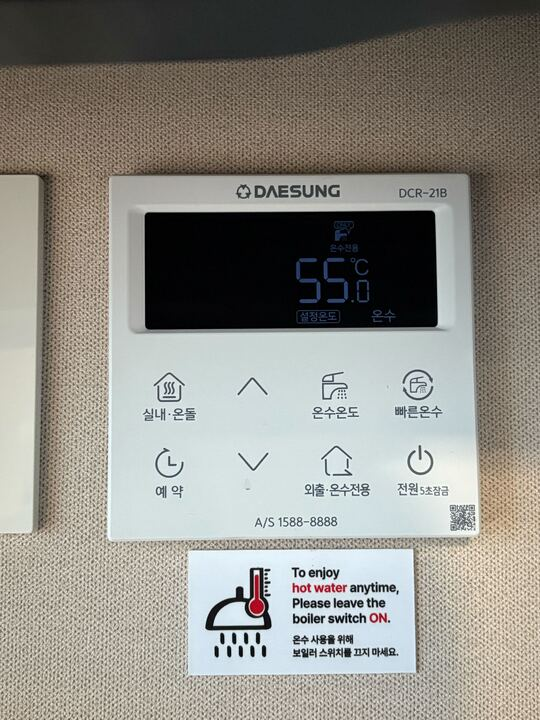 DAESUNG
DCR-21B
온수전용
55.0 ℃
설정온도 온수
실내·온돌 온수온도 빠른온수
예약 외출·온수전용 전원 5초잠금
A/S 1588-8888
To enjoy
hot water anytime,
Please leave the
boiler switch ON.
온수 사용을 위해
보일러 스위치를 끄지 마세요.